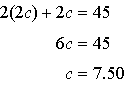 2(2c) + 2c = 45
6c = 45
c = 7.50